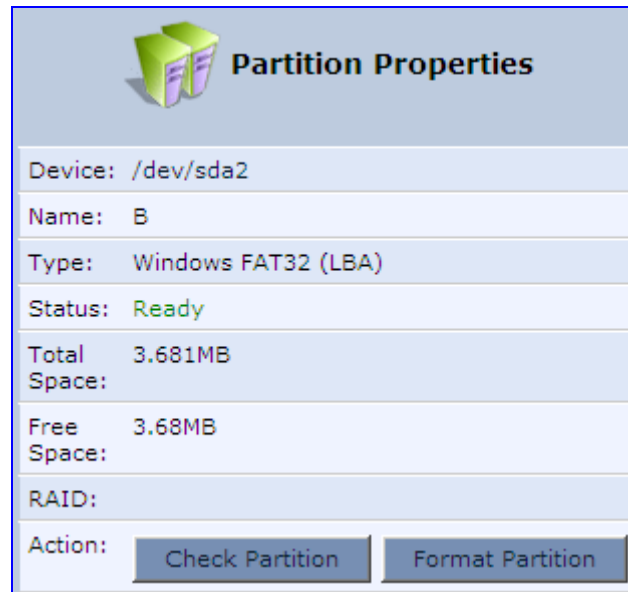 Partition Properties
Device: /dev/sda2
Name: B
Type: Windows FAT32 (LBA)
Status: Ready
Total Space: 3.681MB
Free Space: 3.68MB
RAID:
Action: Check Partition Format Partition